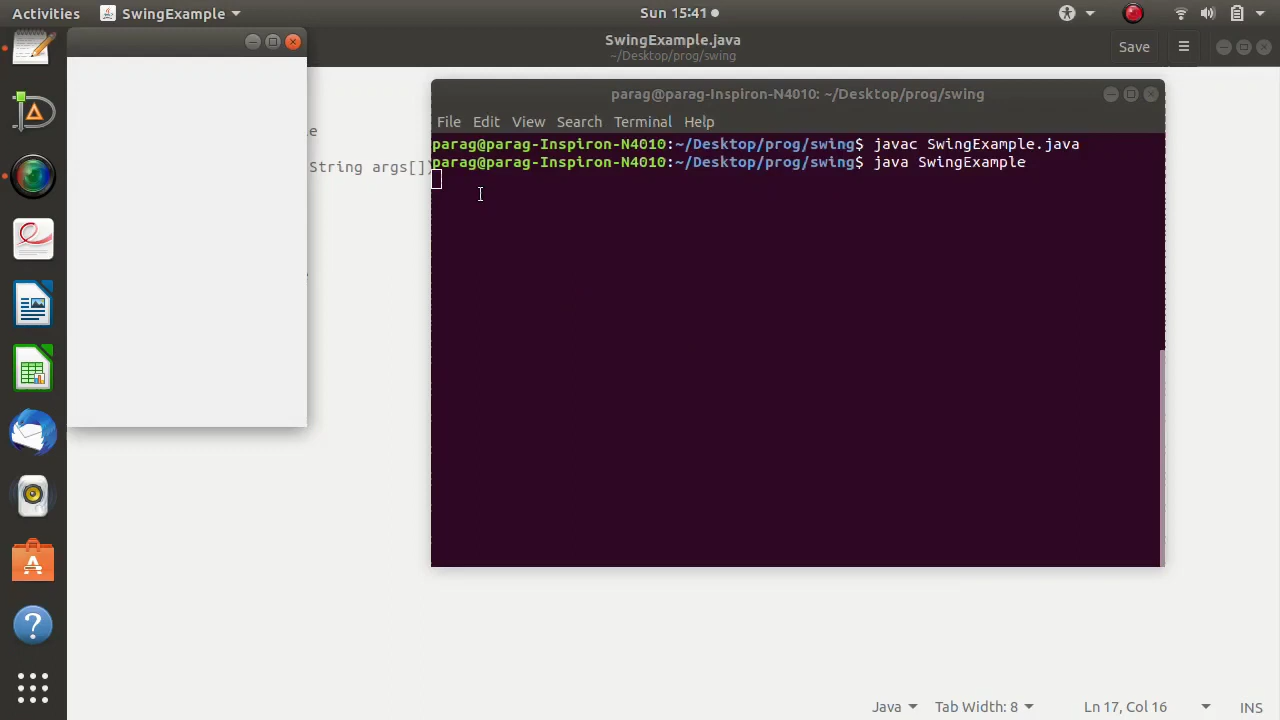 Activities SwingExample Sun 15:41
SwingExample.java
~/Desktop/prog/swing
Save
parag@parag-Inspiron-N4010: ~/Desktop/prog/swing
File Edit View Search Terminal Help
parag@parag-Inspiron-N4010:~/Desktop/prog/swing$ javac SwingExample.java
parag@parag-Inspiron-N4010:~/Desktop/prog/swing$ java SwingExample
String args[])
Java Tab Width: 8 Ln 17, Col 16 INS